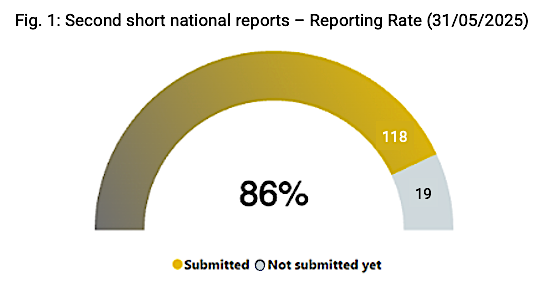 Fig. 1: Second short national reports – Reporting Rate (31/05/2025)
118
19
86%
Submitted Not submitted yet